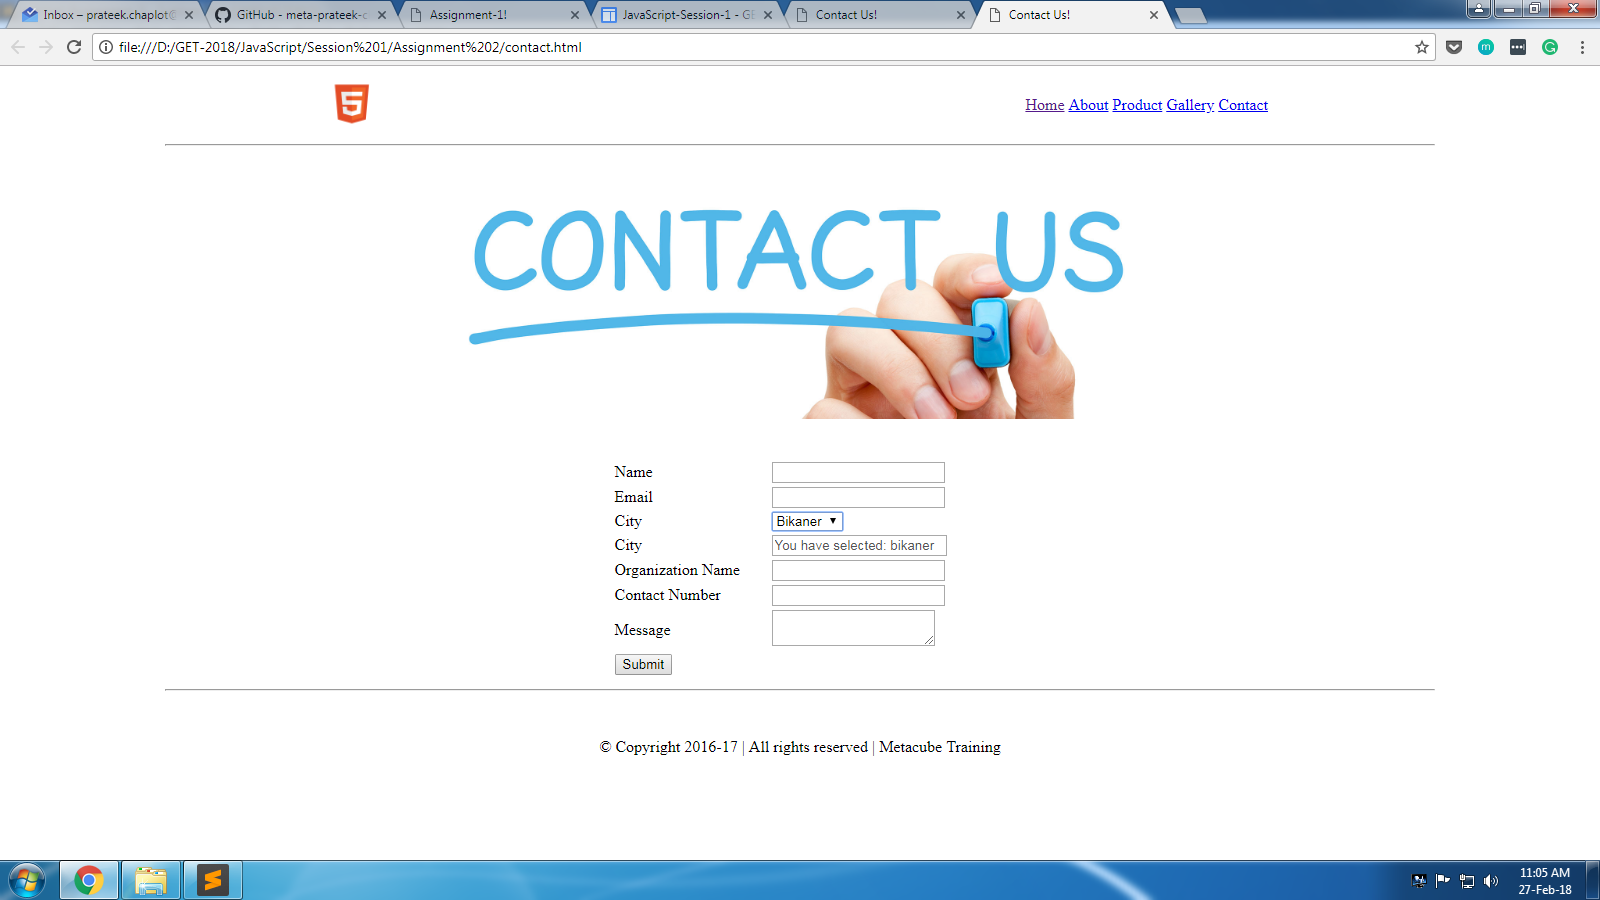 Inbox – prateek.chaplot@
GitHub - meta-prateek-c
Assignment-1!
JavaScript-Session-1 - GE
Contact Us!
Contact Us!
file:///D:/GET-2018/JavaScript/Session%201/Assignment%202/contact.html
Home About Product Gallery Contact
CONTACT US
Name
Email
City Bikaner
City You have selected: bikaner
Organization Name
Contact Number
Message
Submit
© Copyright 2016-17 | All rights reserved | Metacube Training
11:05 AM
27-Feb-18